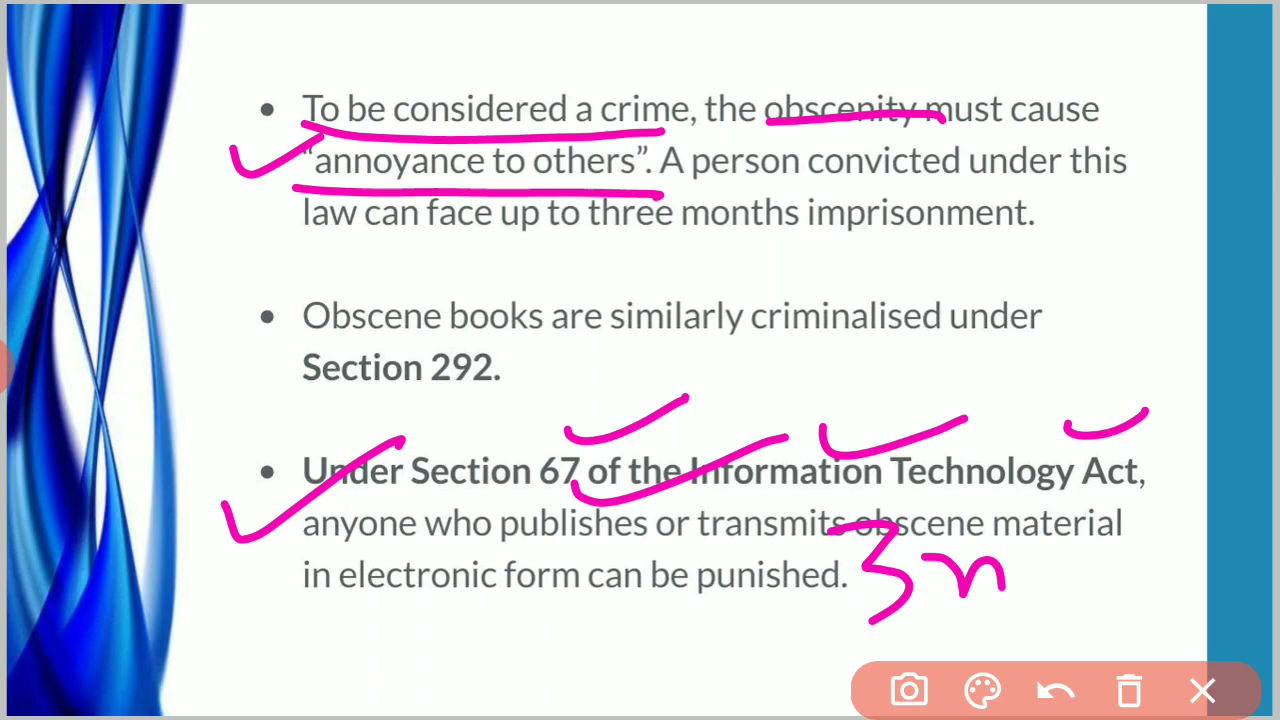 • To be considered a crime, the obscenity must cause
“annoyance to others”. A person convicted under this
law can face up to three months imprisonment.
• Obscene books are similarly criminalised under
Section 292.
• Under Section 67 of the Information Technology Act,
anyone who publishes or transmits obscene material
in electronic form can be punished.
3n